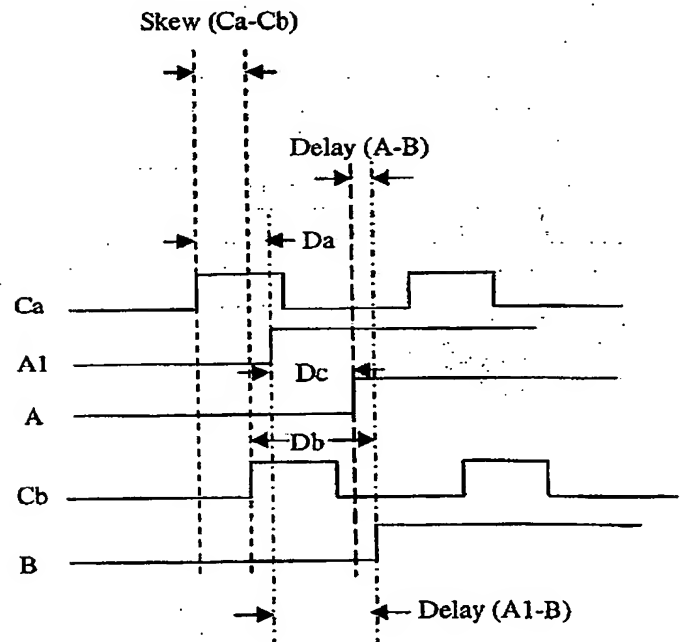 Skew (Ca-Cb)
Delay (A-B)
Da
Ca
A1
Dc
A
Db
Cb
B
Delay (A1-B)